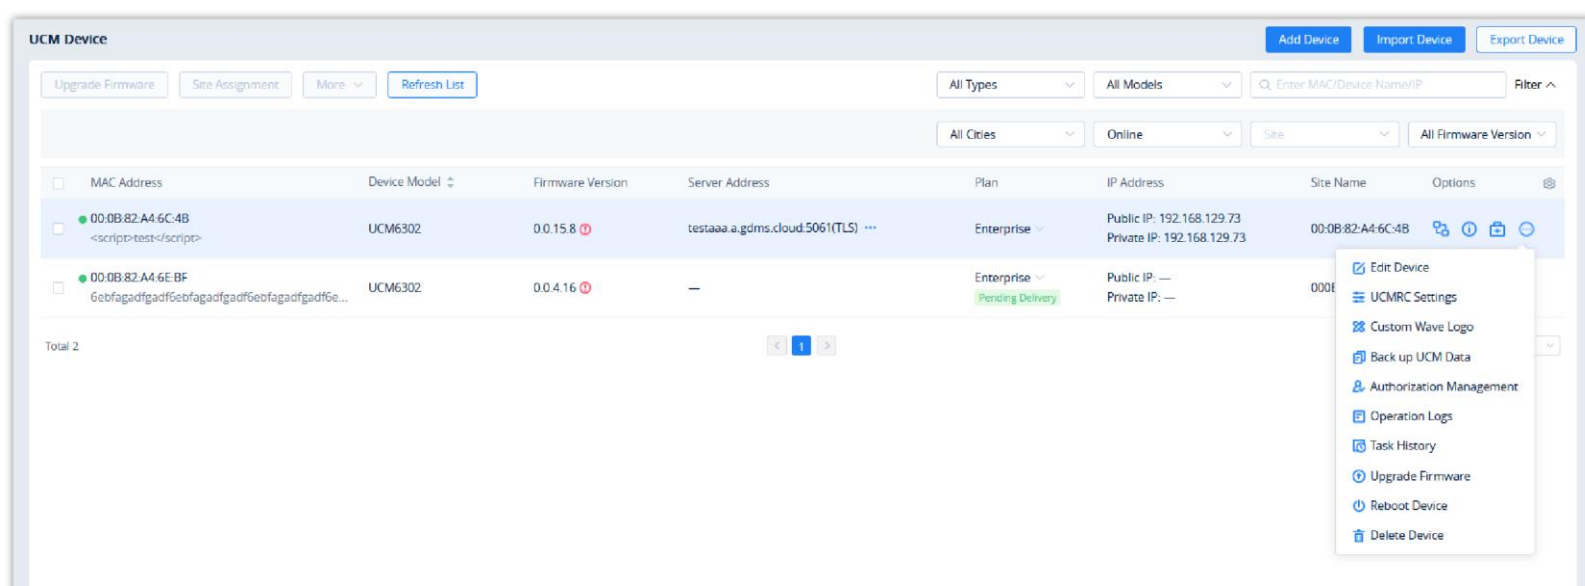 UCM Device
Add Device
Import Device
Export Device
Upgrade Firmware
Site Assignment
More
Refresh List
All Types
All Models
Enter MAC/Device Name/IP
Filter
All Cities
Online
Site
All Firmware Version
MAC Address
Device Model
Firmware Version
Server Address
Plan
IP Address
Site Name
Options
00:0B:82:A4:6C:4B
<script>test</script>
UCM6302
0.0.15.8
testaaa.a.gdms.cloud:5061(TLS) ···
Enterprise
Public IP: 192.168.129.73
Private IP: 192.168.129.73
00:0B:82:A4:6C:4B
00:0B:82:A4:6E:BF
6ebfagadfgadf6ebfagadfgadf6ebfagadfgadf6e...
UCM6302
0.0.4.16
—
Enterprise
Pending Delivery
Public IP: —
Private IP: —
Edit Device
UCMRC Settings
Custom Wave Logo
Back up UCM Data
Authorization Management
Operation Logs
Task History
Upgrade Firmware
Reboot Device
Delete Device
Total 2
1